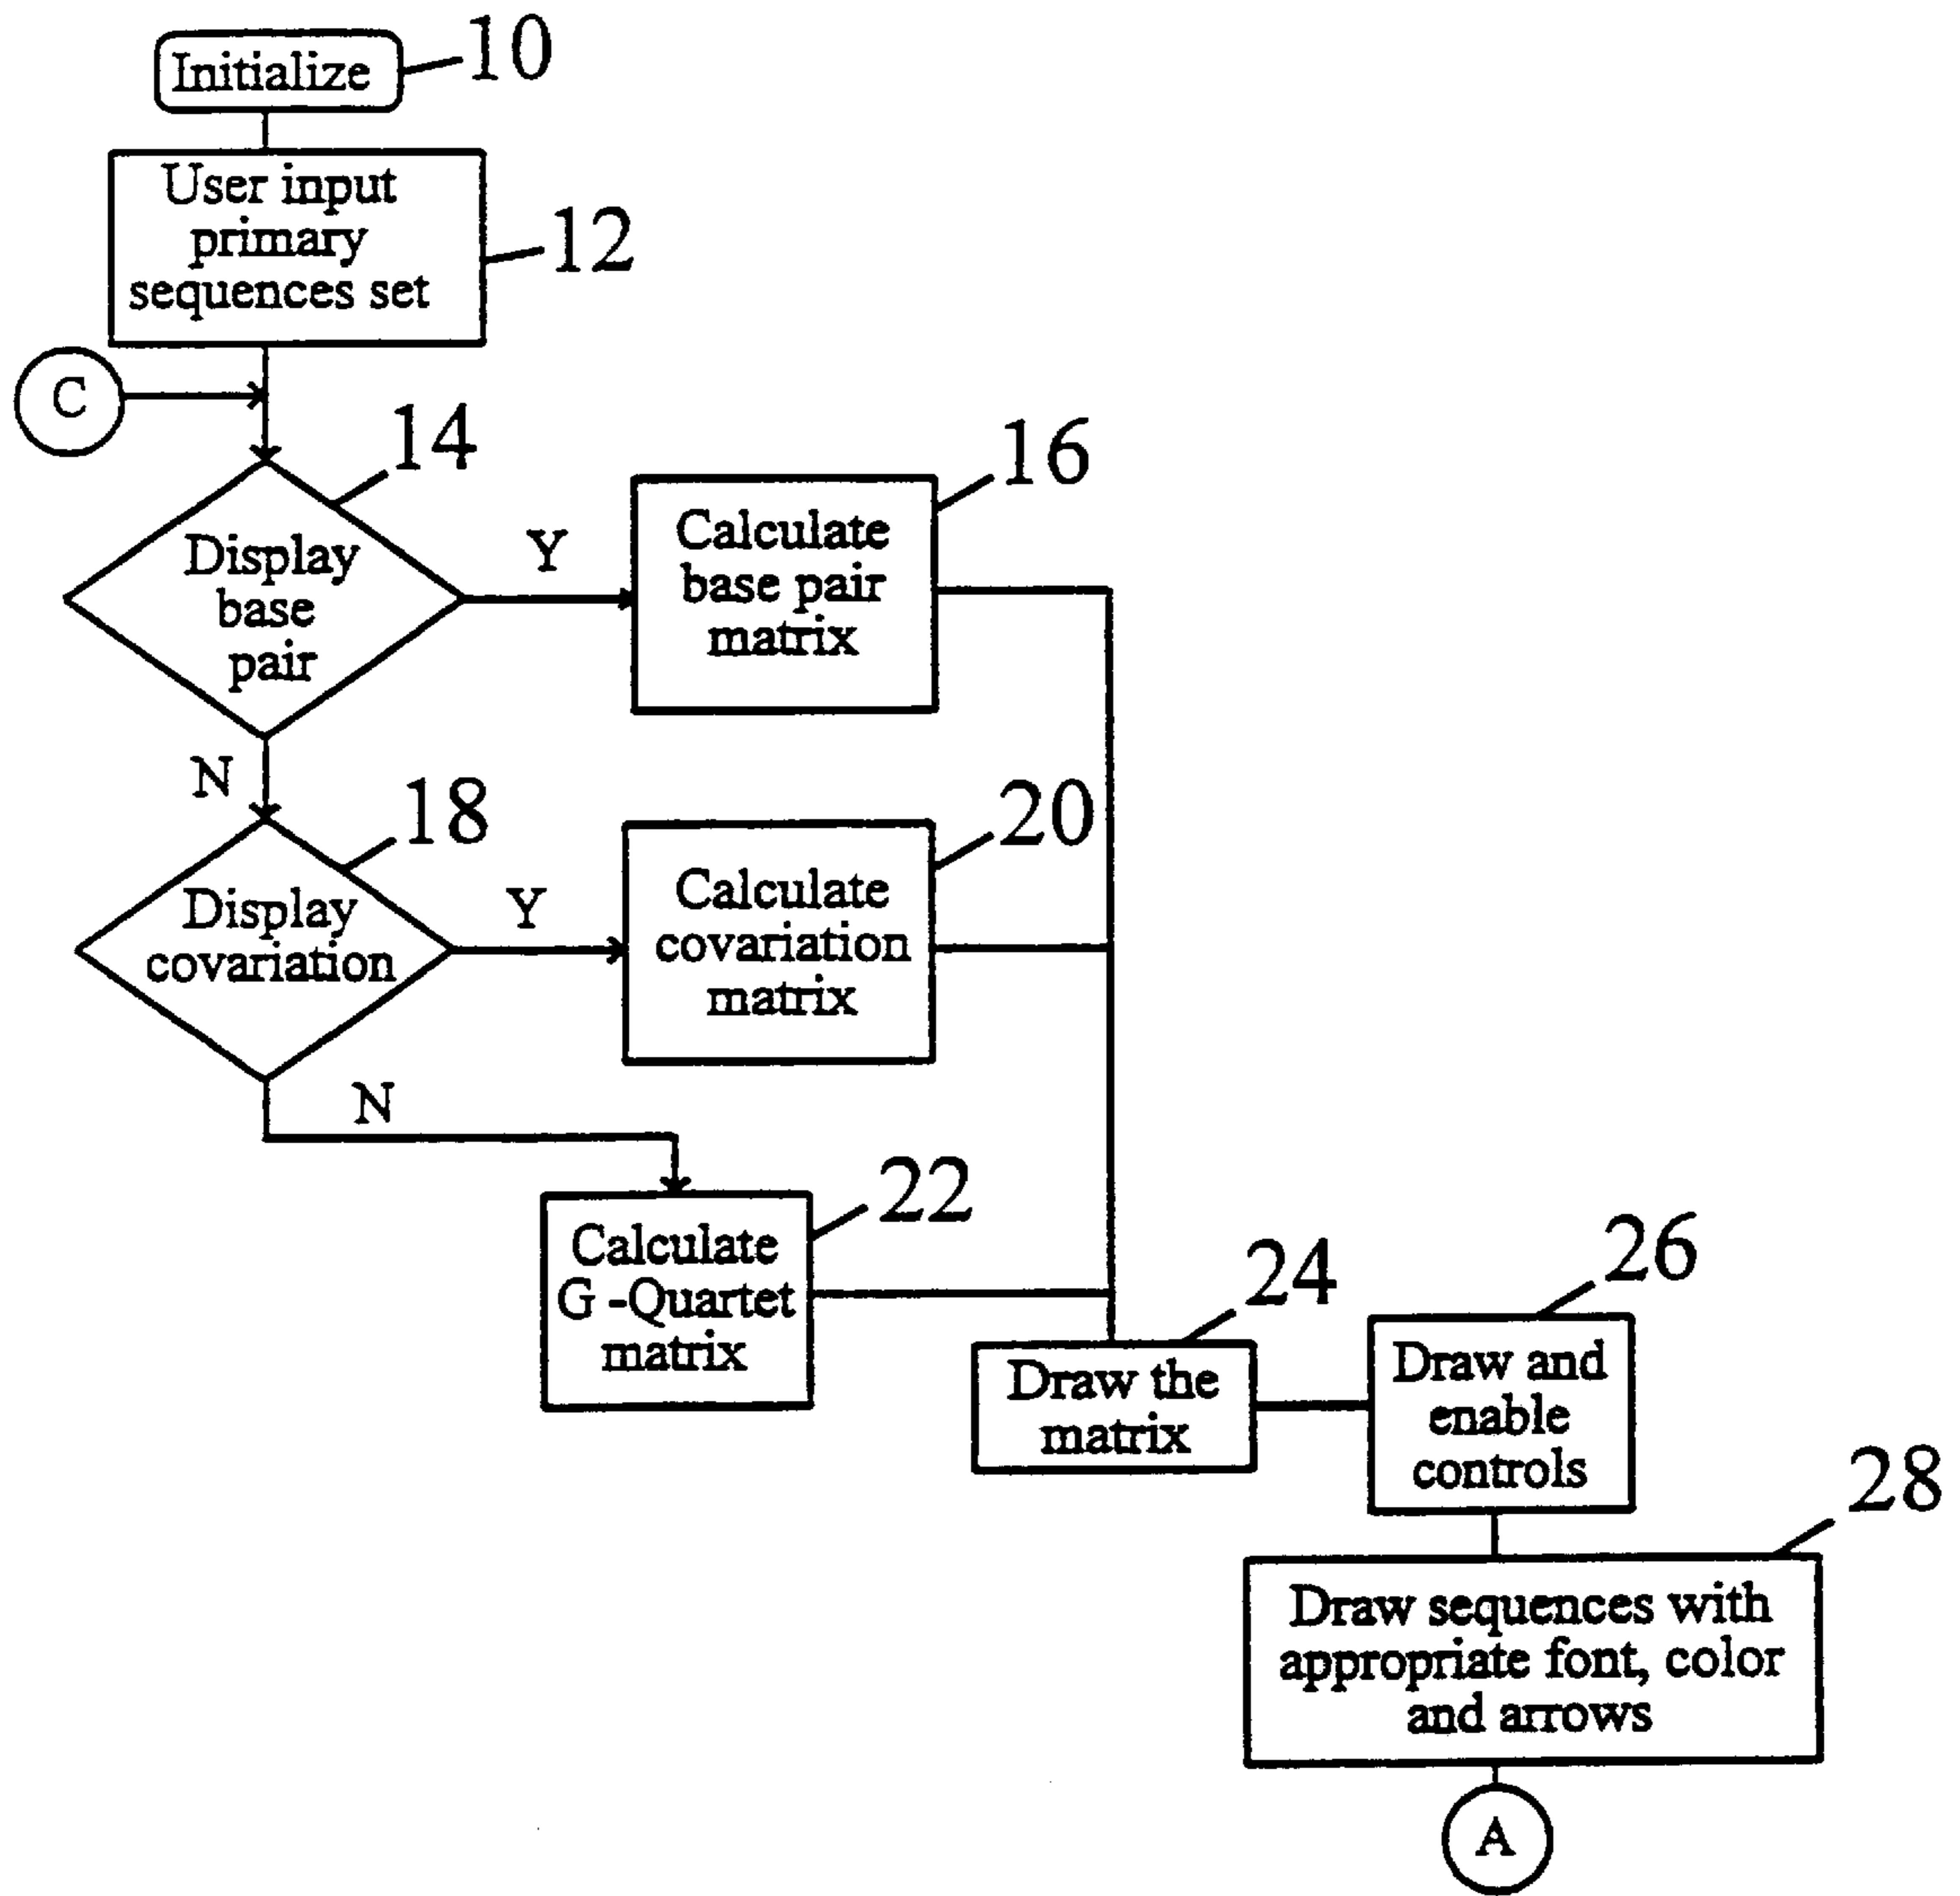 Initialize
10
User input
primary
sequences set
12
C
14
Display
base
pair
Y
16
Calculate
base pair
matrix
N
18
Display
covariation
Y
20
Calculate
covariation
matrix
N
22
Calculate
G -Quartet
matrix
24
Draw the
matrix
26
Draw and
enable
controls
28
Draw sequences with
appropriate font, color
and arrows
A